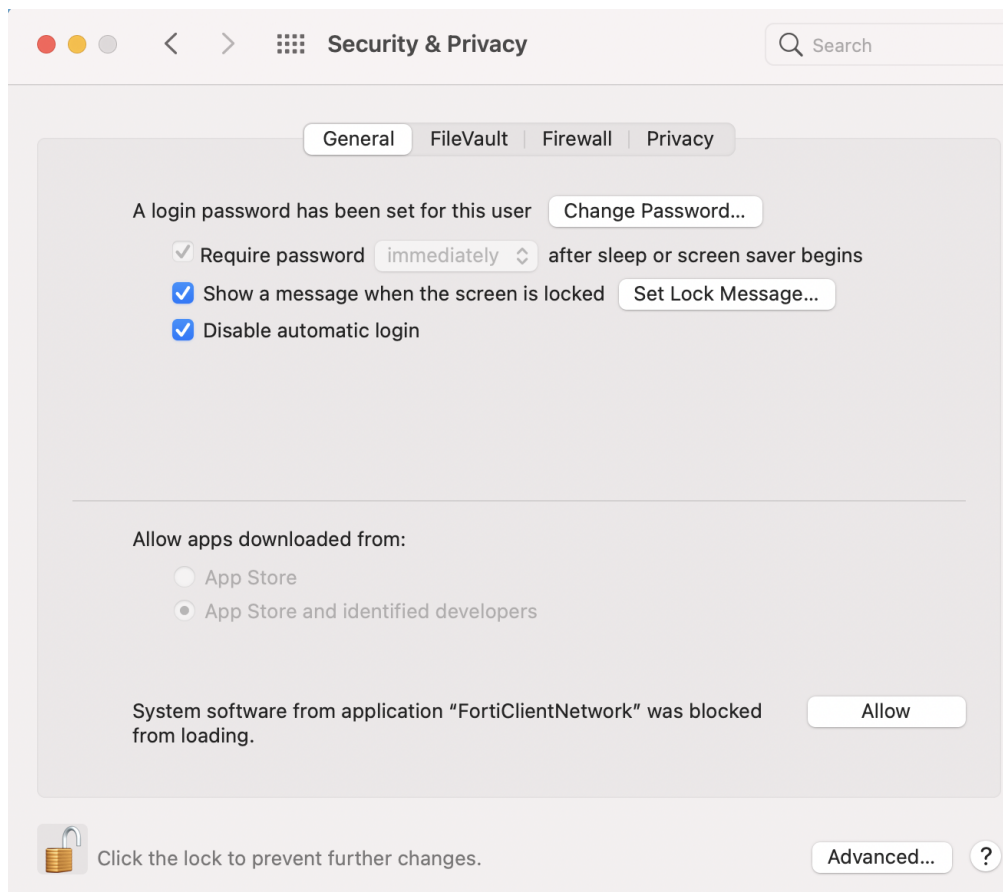 Security & Privacy
Search
General FileVault Firewall Privacy
A login password has been set for this user Change Password...
Require password immediately after sleep or screen saver begins
Show a message when the screen is locked Set Lock Message...
Disable automatic login
Allow apps downloaded from:
App Store
App Store and identified developers
System software from application “FortiClientNetwork” was blocked Allow
from loading.
Click the lock to prevent further changes. Advanced... ?